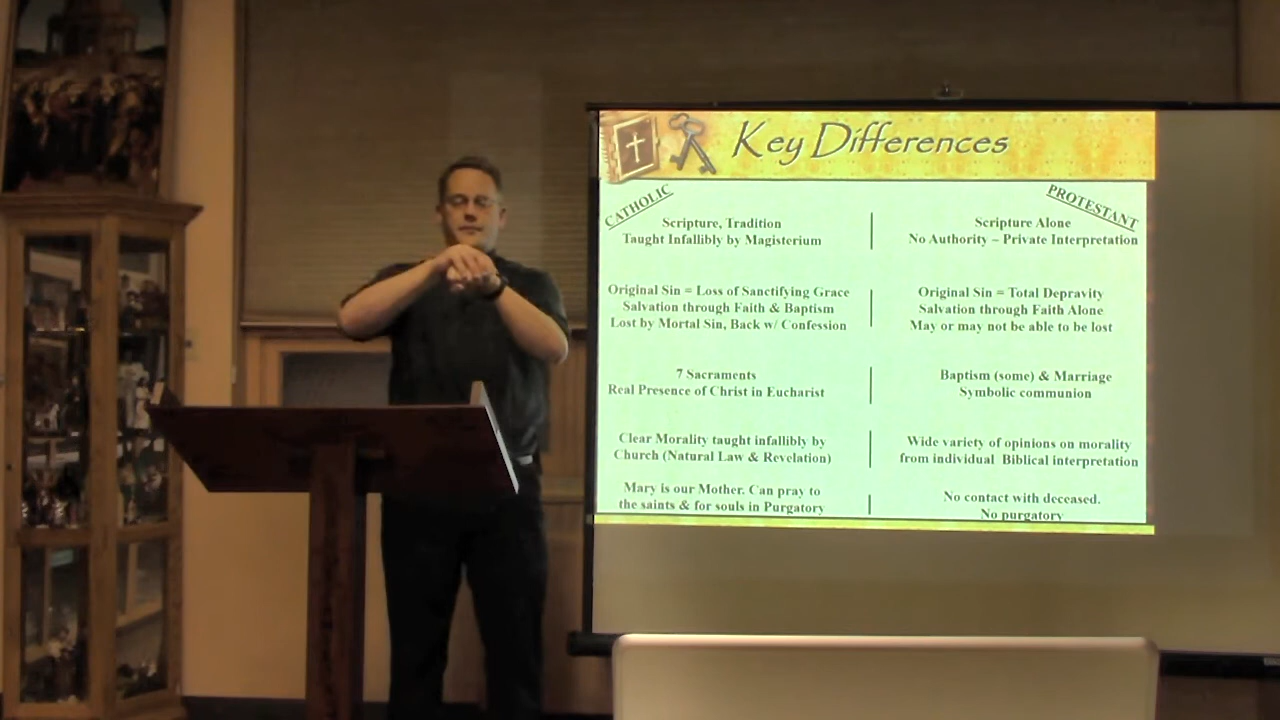 Key Differences
CATHOLIC
PROTESTANT
Scripture, Tradition
Taught Infallibly by Magisterium
Scripture Alone
No Authority – Private Interpretation
Original Sin = Loss of Sanctifying Grace
Salvation through Faith & Baptism
Lost by Mortal Sin, Back w/ Confession
Original Sin = Total Depravity
Salvation through Faith Alone
May or may not be able to be lost
7 Sacraments
Real Presence of Christ in Eucharist
Baptism (some) & Marriage
Symbolic communion
Clear Morality taught infallibly by
Church (Natural Law & Revelation)
Wide variety of opinions on morality
from individual Biblical interpretation
Mary is our Mother. Can pray to
the saints & for souls in Purgatory
No contact with deceased.
No purgatory